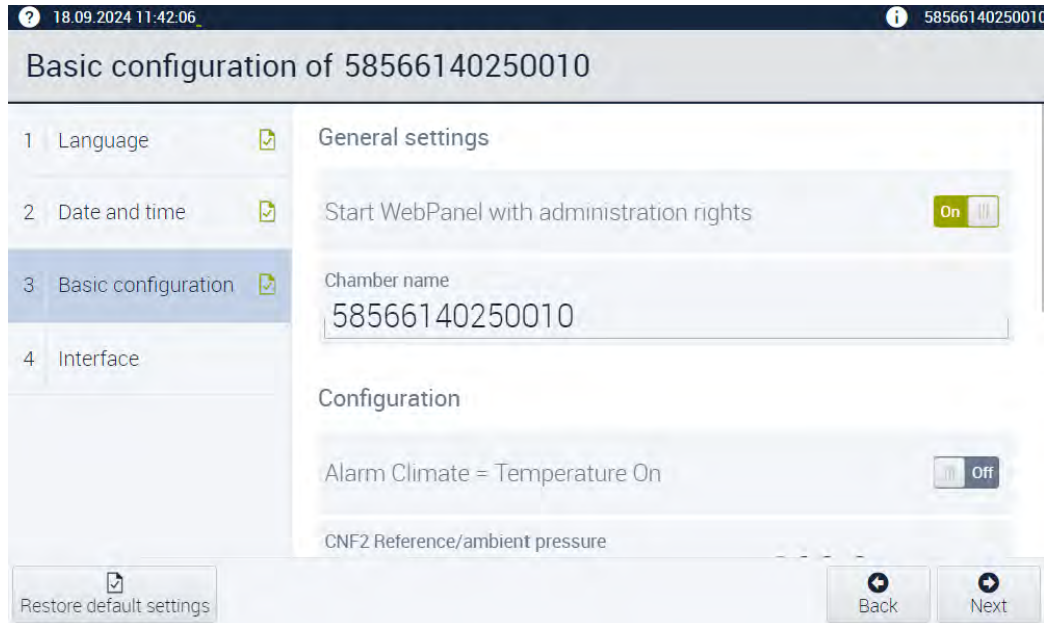 18.09.2024 11:42:06_
58566140250010
Basic configuration of 58566140250010
1 Language
2 Date and time
3 Basic configuration
4 Interface
General settings
Start WebPanel with administration rights On
Chamber name
58566140250010
Configuration
Alarm Climate = Temperature On Off
CNF2 Reference/ambient pressure
Restore default settings
Back
Next